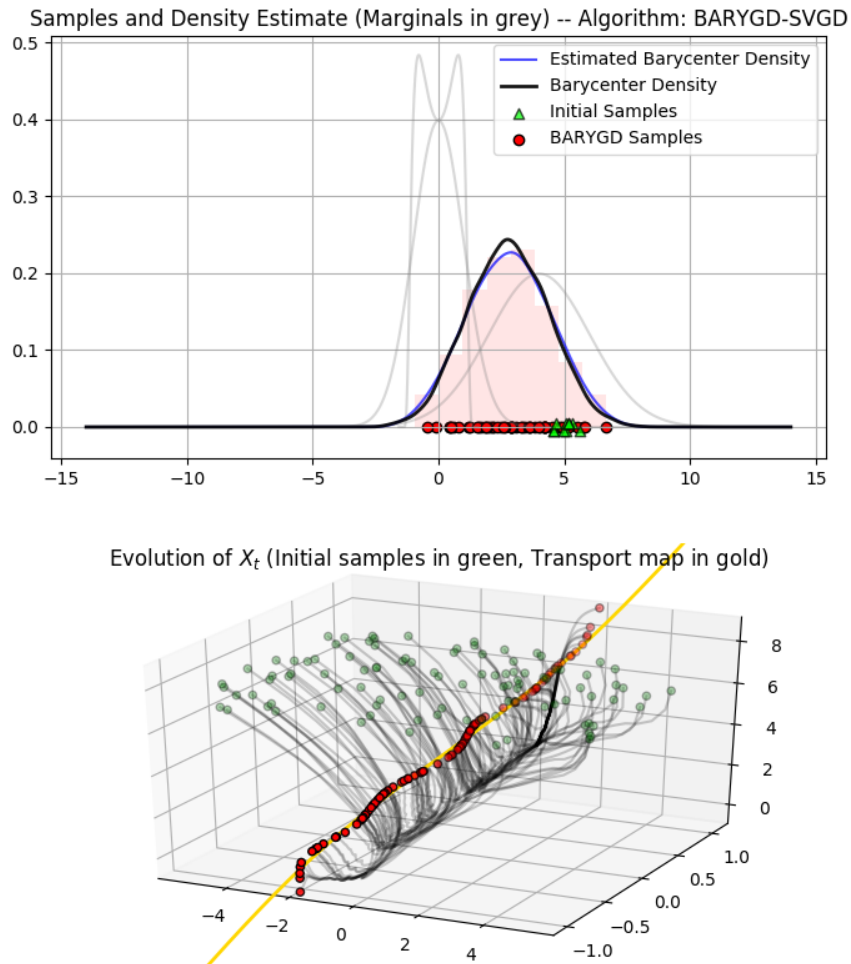 Samples and Density Estimate (Marginals in grey) -- Algorithm: BARYGD-SVGD
0.5
0.4
0.3
0.2
0.1
0.0
Estimated Barycenter Density
Barycenter Density
Initial Samples
BARYGD Samples
−15 −10 −5 0 5 10 15
Evolution of X_t (Initial samples in green, Transport map in gold)
8
6
4
2
0
1.0
0.5
0.0
−0.5
−1.0
−4 −2 0 2 4